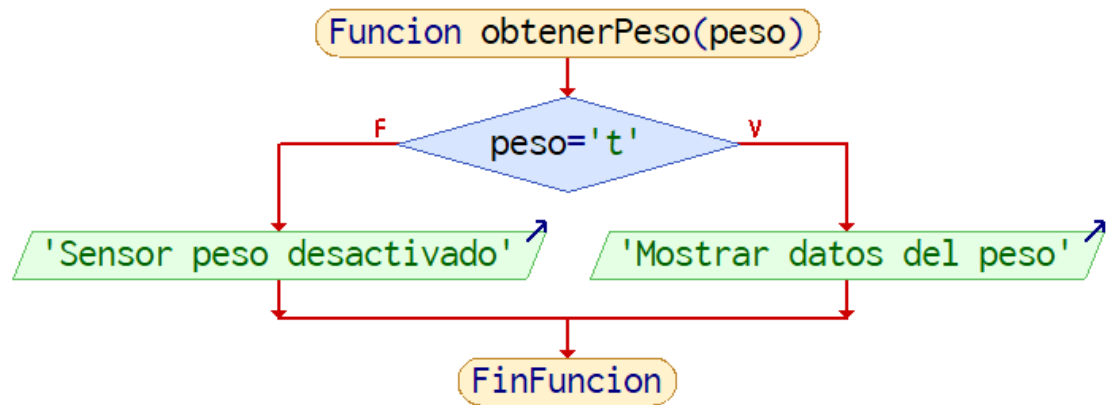 Funcion obtenerPeso(peso)
peso='t'
F
V
'Sensor peso desactivado'
'Mostrar datos del peso'
FinFuncion